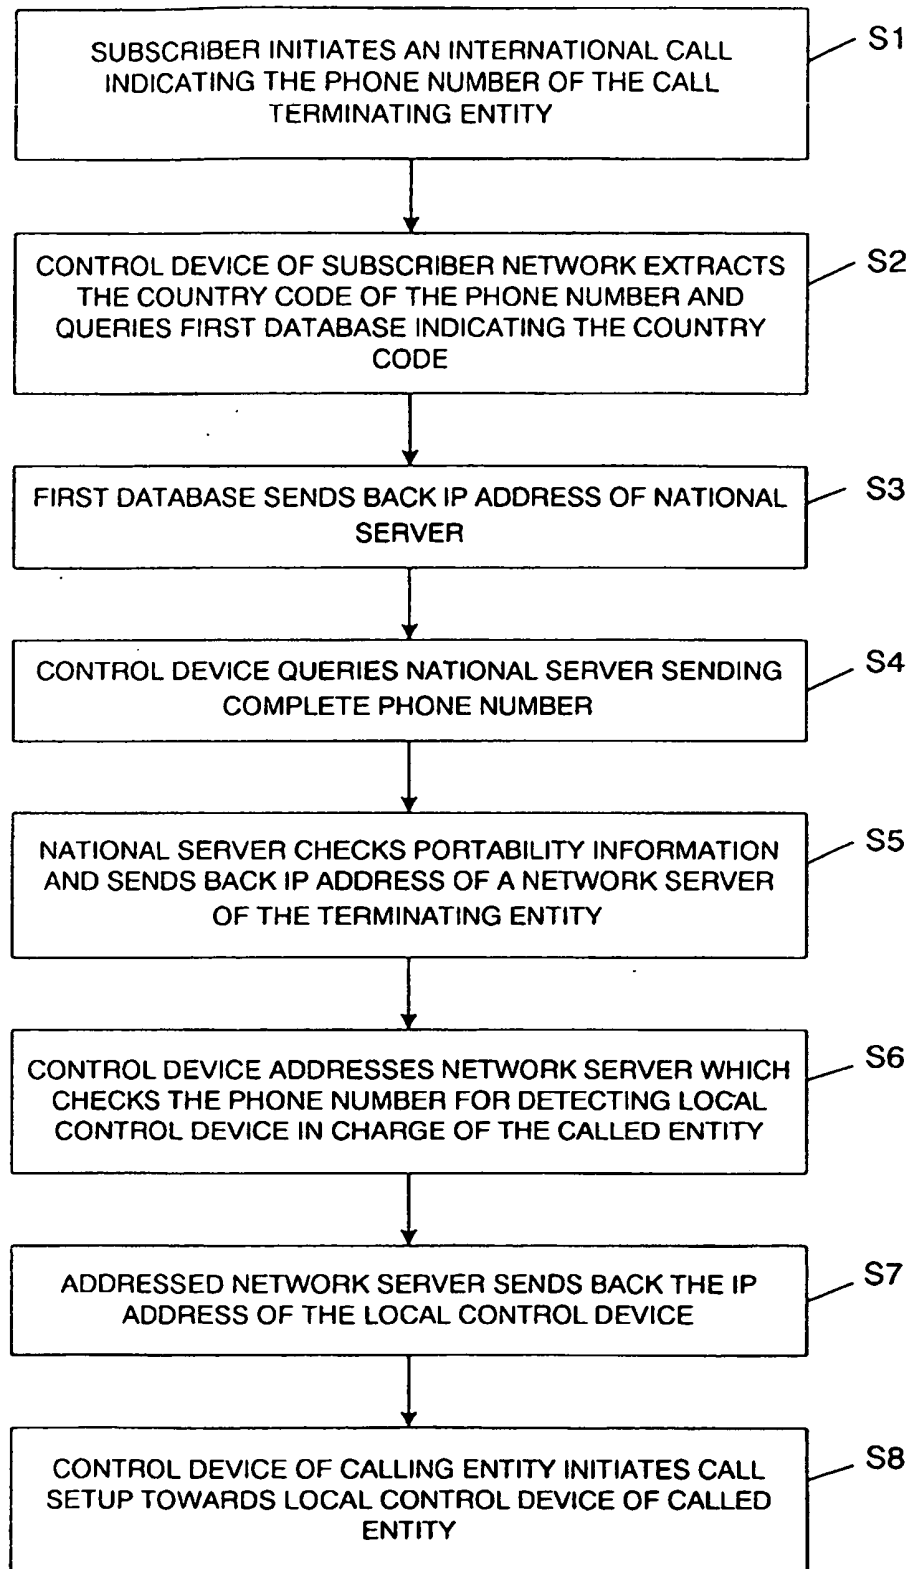 SUBSCRIBER INITIATES AN INTERNATIONAL CALL
INDICATING THE PHONE NUMBER OF THE CALL
TERMINATING ENTITY
S1
CONTROL DEVICE OF SUBSCRIBER NETWORK EXTRACTS
THE COUNTRY CODE OF THE PHONE NUMBER AND
QUERIES FIRST DATABASE INDICATING THE COUNTRY
CODE
S2
FIRST DATABASE SENDS BACK IP ADDRESS OF NATIONAL
SERVER
S3
CONTROL DEVICE QUERIES NATIONAL SERVER SENDING
COMPLETE PHONE NUMBER
S4
NATIONAL SERVER CHECKS PORTABILITY INFORMATION
AND SENDS BACK IP ADDRESS OF A NETWORK SERVER
OF THE TERMINATING ENTITY
S5
CONTROL DEVICE ADDRESSES NETWORK SERVER WHICH
CHECKS THE PHONE NUMBER FOR DETECTING LOCAL
CONTROL DEVICE IN CHARGE OF THE CALLED ENTITY
S6
ADDRESSED NETWORK SERVER SENDS BACK THE IP
ADDRESS OF THE LOCAL CONTROL DEVICE
S7
CONTROL DEVICE OF CALLING ENTITY INITIATES CALL
SETUP TOWARDS LOCAL CONTROL DEVICE OF CALLED
ENTITY
S8